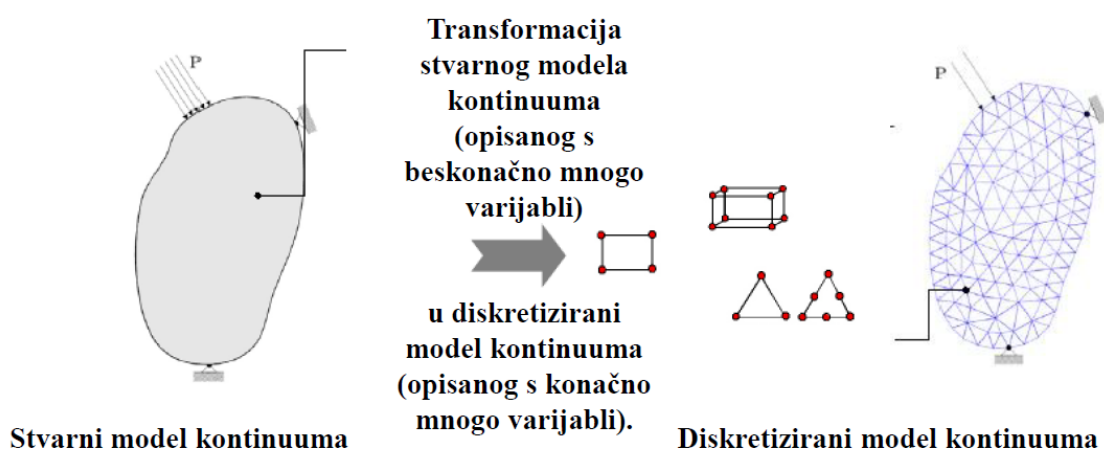 P
Transformacija
stvarnog modela
kontinuuma
(opisanog s
beskonačno mnogo
varijabli)
u diskretizirani
model kontinuuma
(opisanog s konačno
mnogo varijabli).
P
Stvarni model kontinuuma
Diskretizirani model kontinuuma